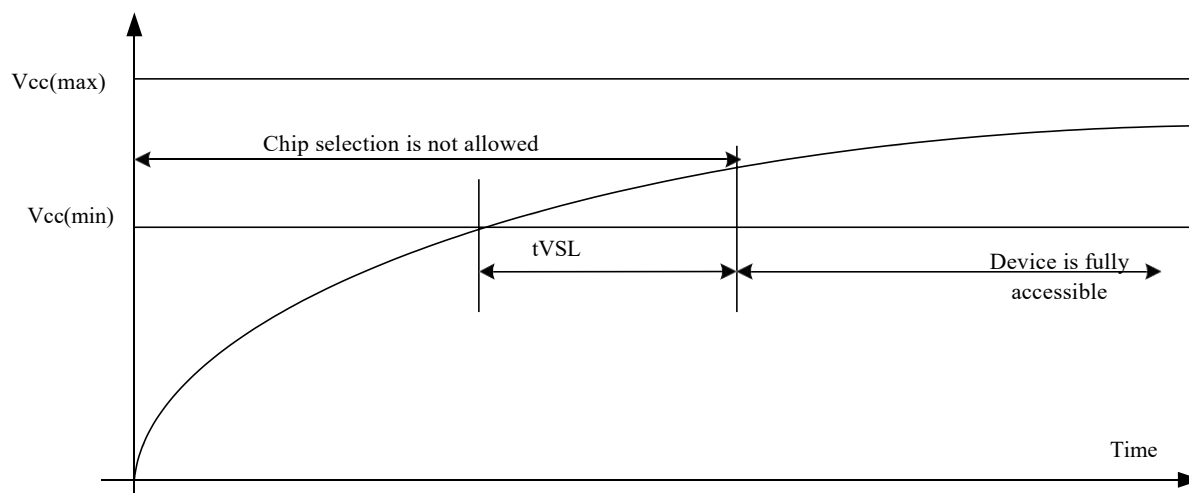 Vcc(max)
Chip selection is not allowed
Vcc(min)
tVSL
Device is fully
accessible
Time